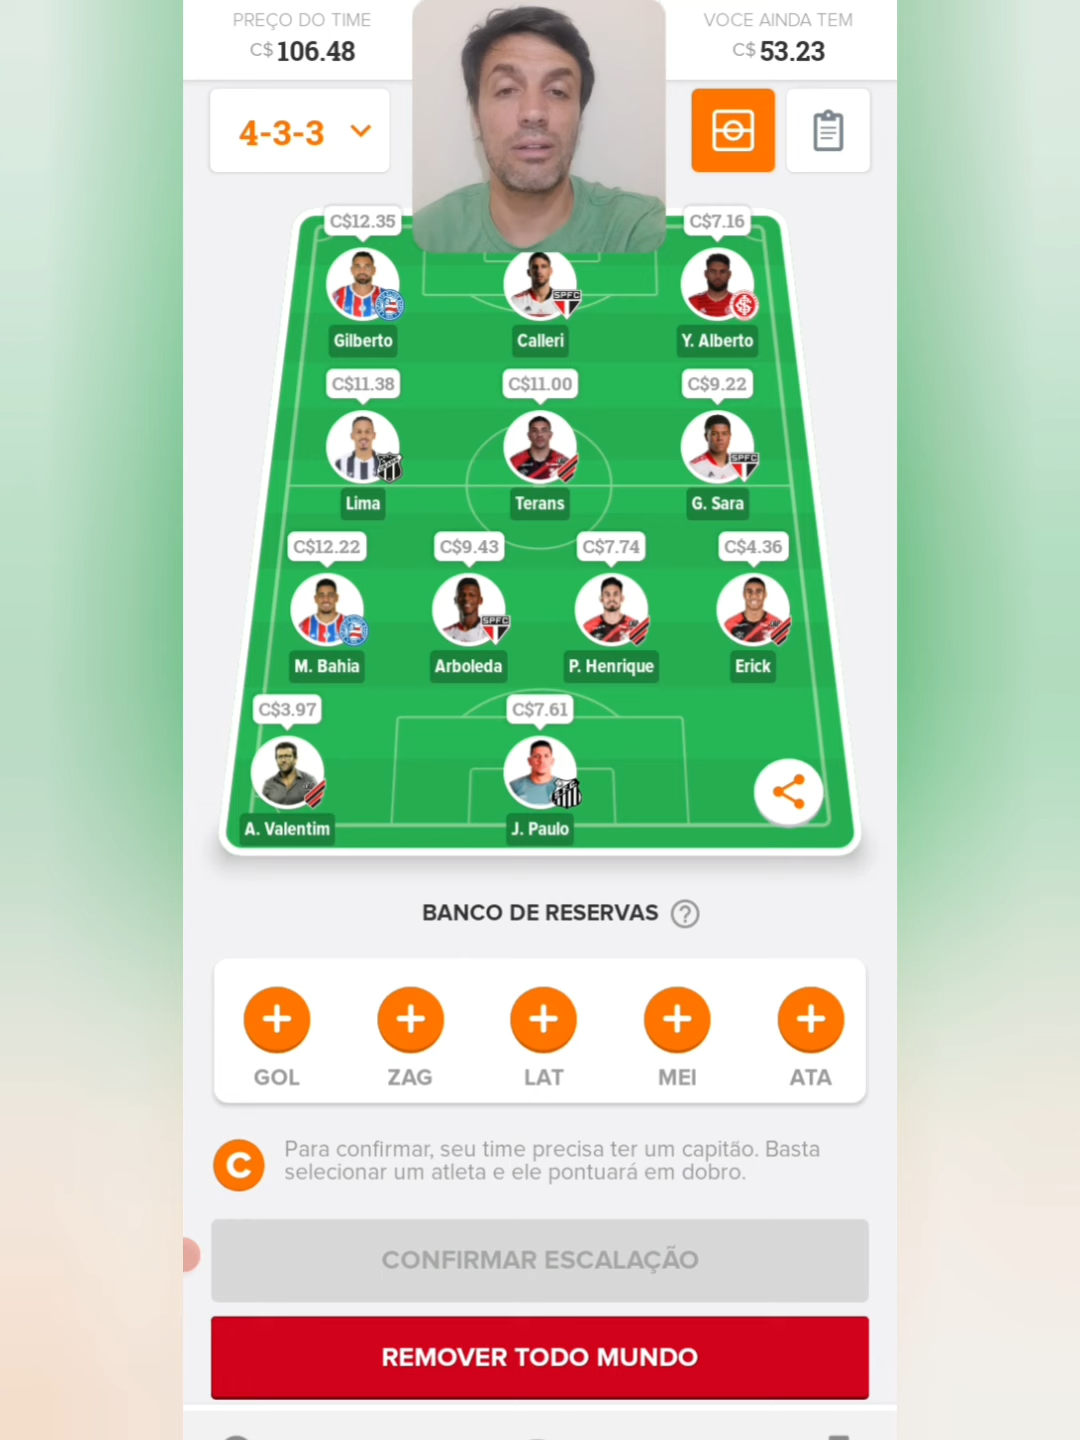 PREÇO DO TIME
C$ 106.48
VOCE AINDA TEM
C$ 53.23
4-3-3
C$12.35
C$7.16
Gilberto
Calleri
Y. Alberto
C$11.38
C$11.00
C$9.22
Lima
Terans
G. Sara
C$12.22
C$9.43
C$7.74
C$4.36
M. Bahia
Arboleda
P. Henrique
Erick
C$3.97
C$7.61
A. Valentim
J. Paulo
BANCO DE RESERVAS ?
GOL
ZAG
LAT
MEI
ATA
C
Para confirmar, seu time precisa ter um capitão. Basta
selecionar um atleta e ele pontuará em dobro.
CONFIRMAR ESCALAÇÃO
REMOVER TODO MUNDO